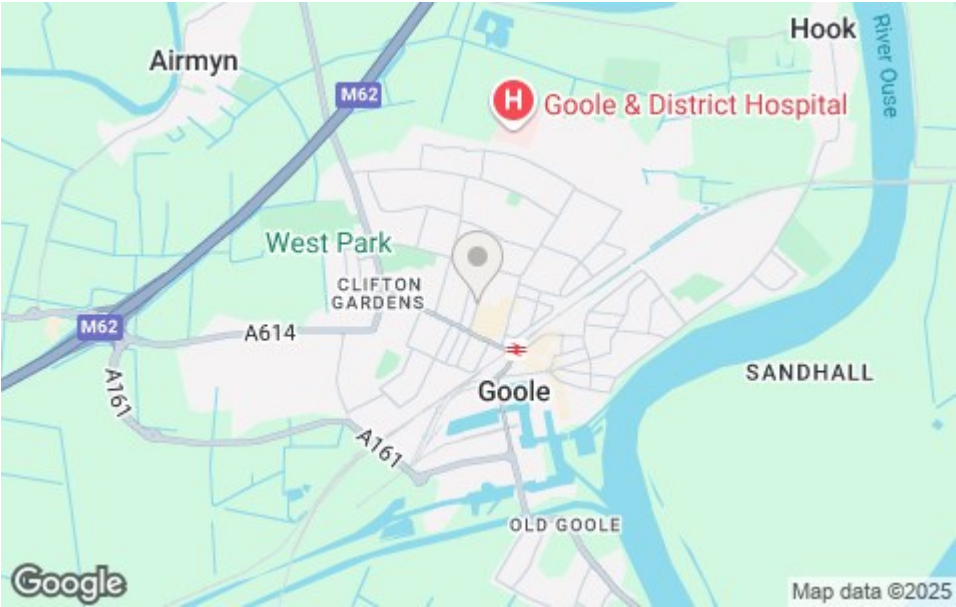 Hook
River Ouse
Airmyn
M62
H
Goole & District Hospital
West Park
CLIFTON
GARDENS
M62
A614
SANDHALL
A161
Goole
A161
OLD GOOLE
Google
Map data ©2025